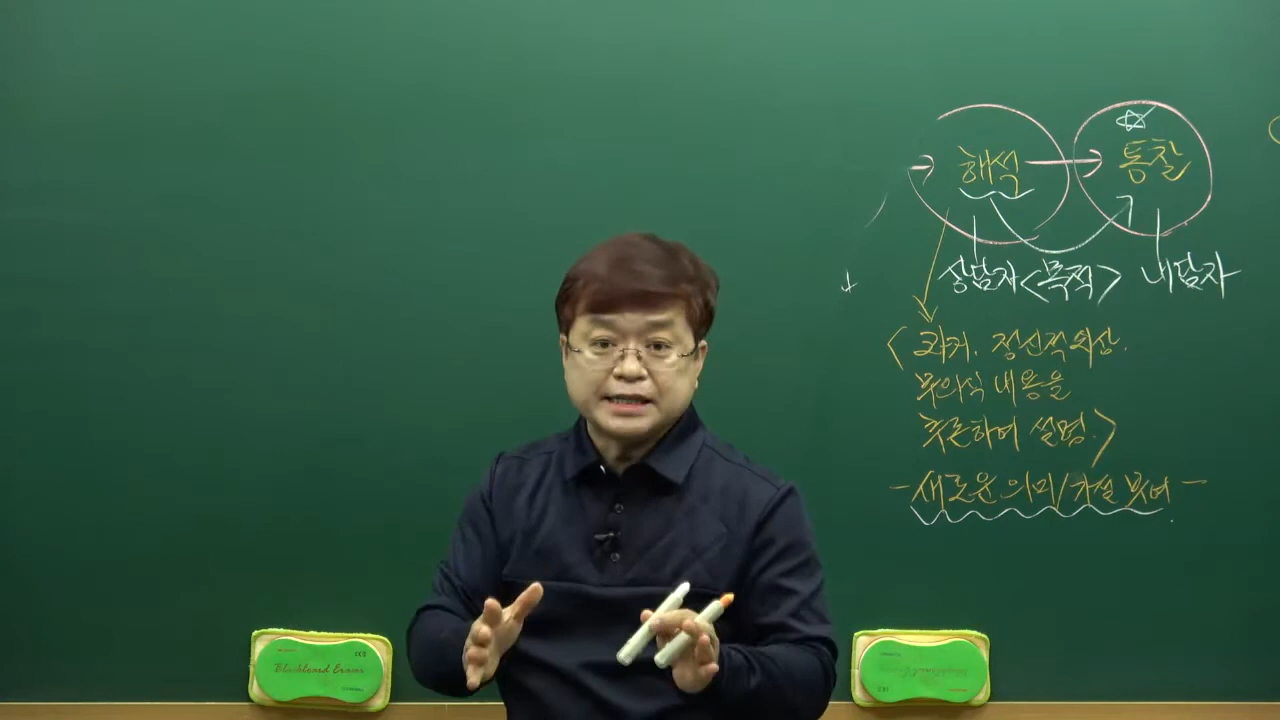 해석 → 통찰
상담자 <목적> 내담자
< 과거, 정신적 외상,
무의식 내용을
추론하여 설명.>
- 새로운 의미/가설 부여 -
Blackboard Eraser